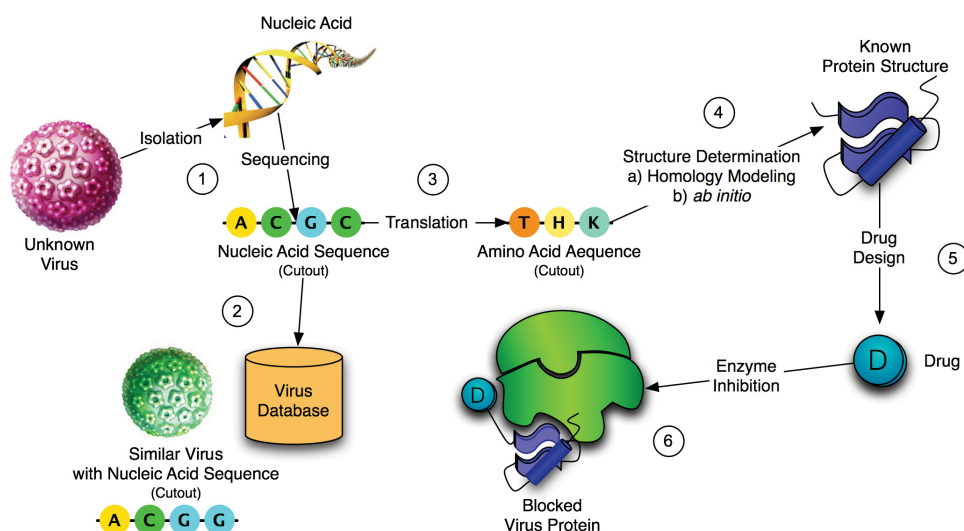 Nucleic Acid
Known
Protein Structure
Isolation
4
Sequencing
Structure Determination
a) Homology Modeling
b) ab initio
1
3
A C G C
Translation
T H K
Unknown
Virus
Nucleic Acid Sequence
(Cutout)
Amino Acid Aequence
(Cutout)
Drug
Design
5
2
D
Drug
Enzyme
Inhibition
Virus
Database
D
6
Similar Virus
with Nucleic Acid Sequence
(Cutout)
A C G G
Blocked
Virus Protein